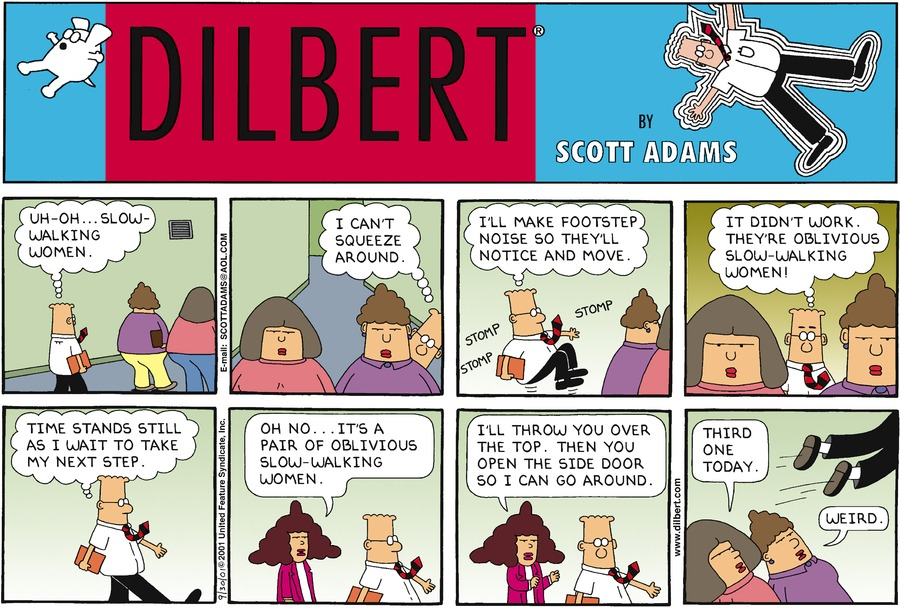 DILBERT®
BY
SCOTT ADAMS
UH-OH...SLOW-
WALKING
WOMEN.
E-mail: SCOTTADAMS@AOL.COM
I CAN'T
SQUEEZE
AROUND.
I'LL MAKE FOOTSTEP
NOISE SO THEY'LL
NOTICE AND MOVE.
STOMP
STOMP
STOMP
IT DIDN'T WORK.
THEY'RE OBLIVIOUS
SLOW-WALKING
WOMEN!
TIME STANDS STILL
AS I WAIT TO TAKE
MY NEXT STEP.
9/30/01 © 2001 United Feature Syndicate, Inc.
OH NO...IT'S A
PAIR OF OBLIVIOUS
SLOW-WALKING
WOMEN.
I'LL THROW YOU OVER
THE TOP. THEN YOU
OPEN THE SIDE DOOR
SO I CAN GO AROUND.
www.dilbert.com
THIRD
ONE
TODAY.
WEIRD.